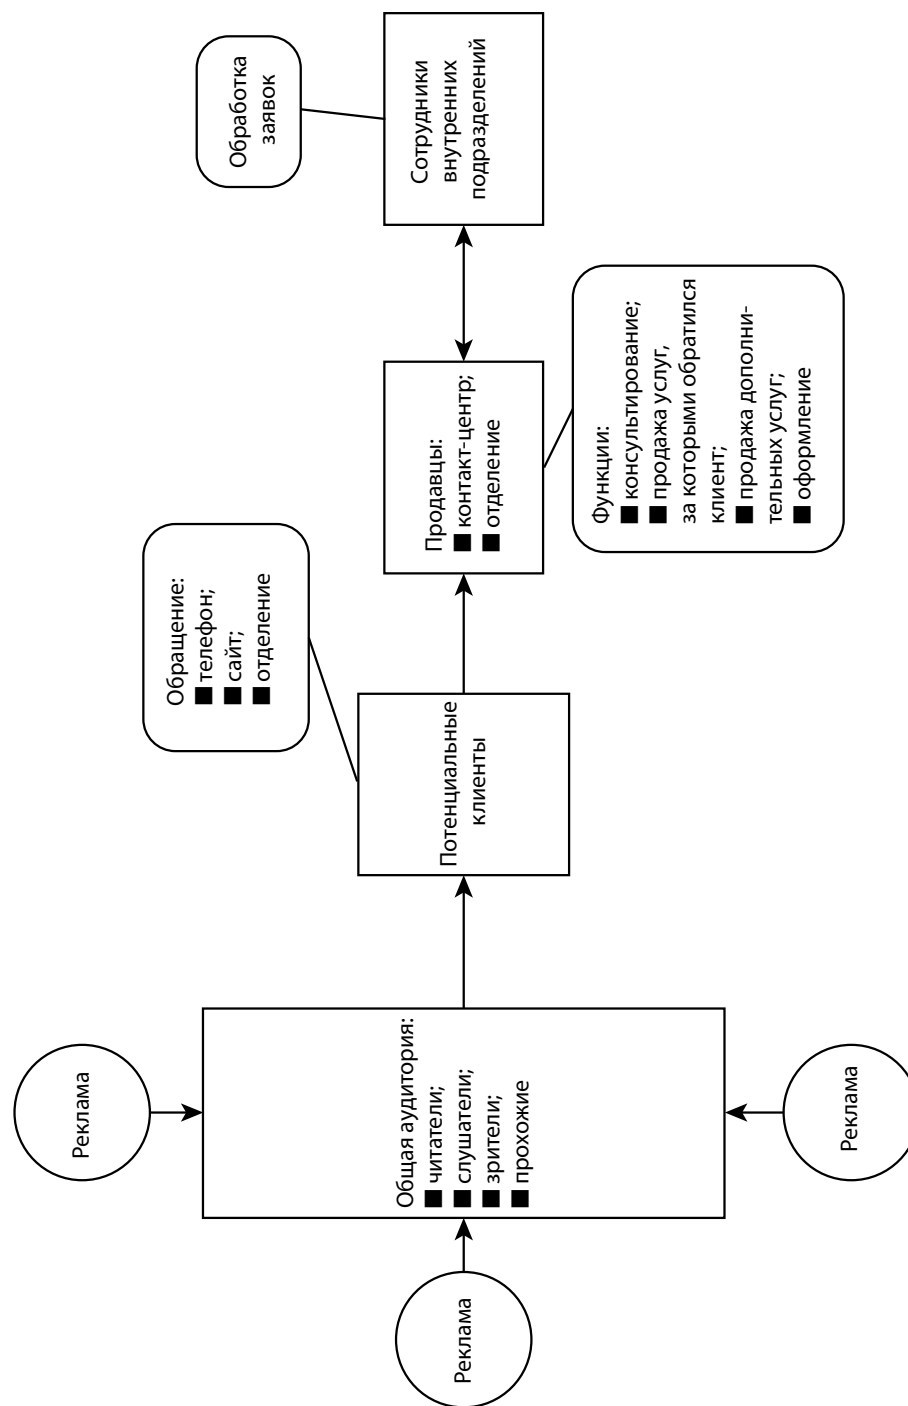 Реклама
Реклама
Реклама
Общая аудитория:
■ читатели;
■ слушатели;
■ зрители;
■ прохожие
Потенциальные
клиенты
Обращение:
■ телефон;
■ сайт;
■ отделение
Продавцы:
■ контакт-центр;
■ отделение
Функции:
■ консультирование;
■ продажа услуг,
за которыми обратился
клиент;
■ продажа дополни-
тельных услуг;
■ оформление
Сотрудники
внутренних
подразделений
Обработка
заявок